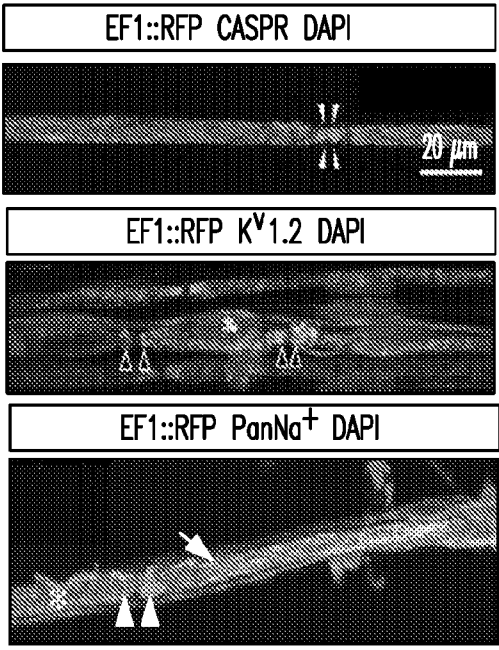 EF1::RFP CASPR DAPI
20 μm
EF1::RFP Kⱽ1.2 DAPI
*
EF1::RFP PanNa⁺ DAPI
*